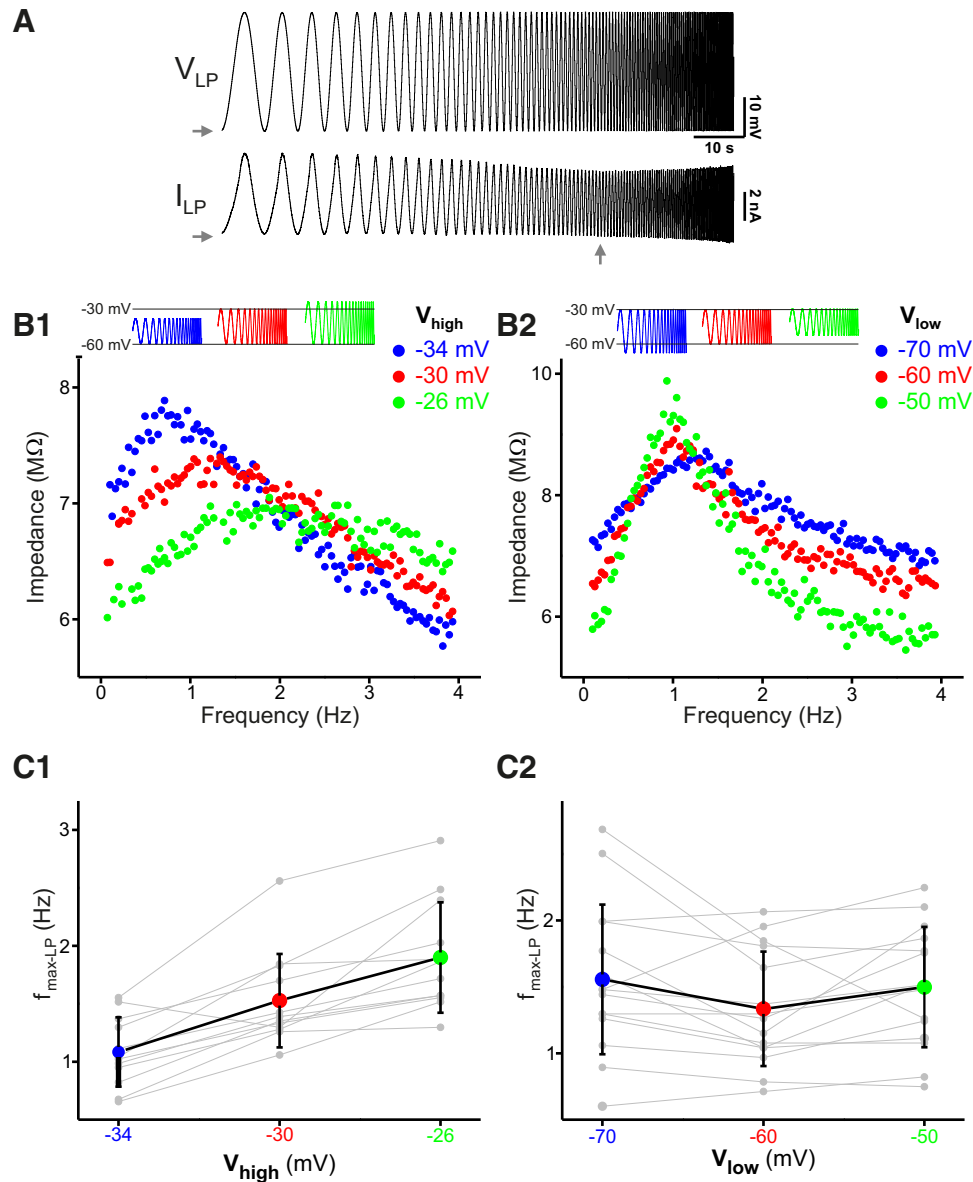 A
V_LP
10 mV
10 s
I_LP
2 nA
B1
-30 mV
-60 mV
V_high
-34 mV
-30 mV
-26 mV
8
7
6
Impedance (MΩ)
0 1 2 3 4
Frequency (Hz)
B2
-30 mV
-60 mV
V_low
-70 mV
-60 mV
-50 mV
10
8
6
Impedance (MΩ)
0 1 2 3 4
Frequency (Hz)
C1
3
2
1
f_max-LP (Hz)
-34 -30 -26
V_high (mV)
C2
2
1
f_max-LP (Hz)
-70 -60 -50
V_low (mV)